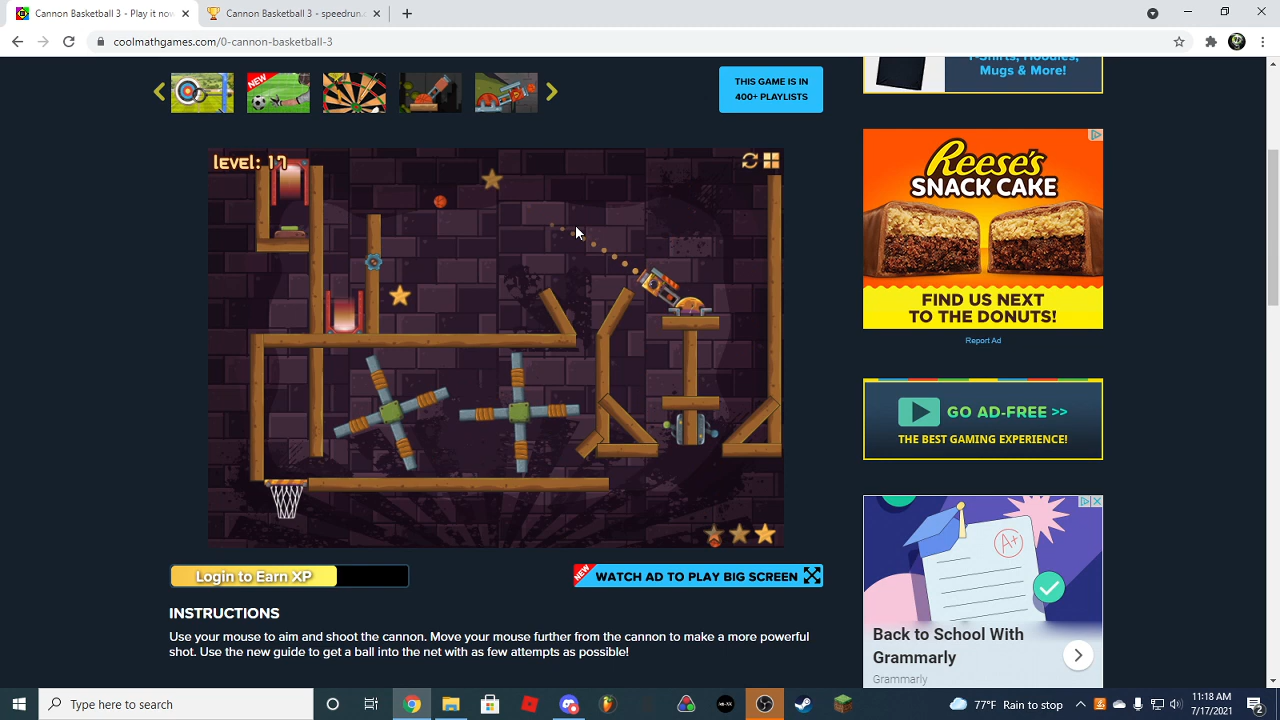 Cannon Basketball 3 - Play it now
Cannon Basketball 3 - speedrun.c
coolmathgames.com/0-cannon-basketball-3
NEW
THIS GAME IS IN
400+ PLAYLISTS
T-Shirts, Hoodies,
Mugs & More!
level: 17
Reese's
SNACK CAKE
FIND US NEXT
TO THE DONUTS!
Report Ad
GO AD-FREE >>
THE BEST GAMING EXPERIENCE!
A+
Login to Earn XP
NEW
WATCH AD TO PLAY BIG SCREEN
INSTRUCTIONS
Use your mouse to aim and shoot the cannon. Move your mouse further from the cannon to make a more powerful
shot. Use the new guide to get a ball into the net with as few attempts as possible!
Back to School With
Grammarly
Grammarly
Type here to search
77°F Rain to stop
11:18 AM
7/17/2021